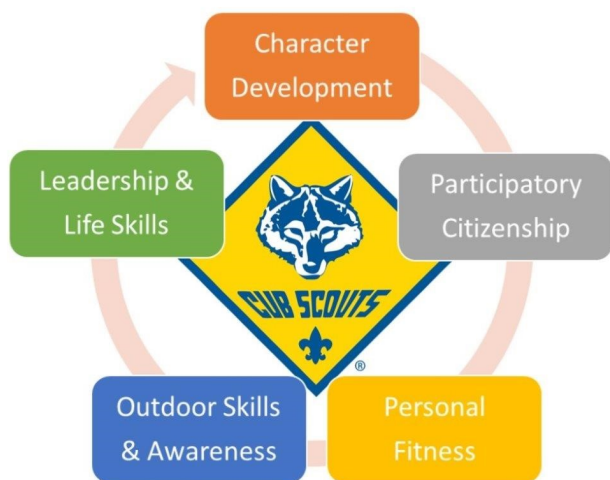 Character
Development
Leadership &
Life Skills
Participatory
Citizenship
CUB SCOUTS
®
Outdoor Skills
& Awareness
Personal
Fitness